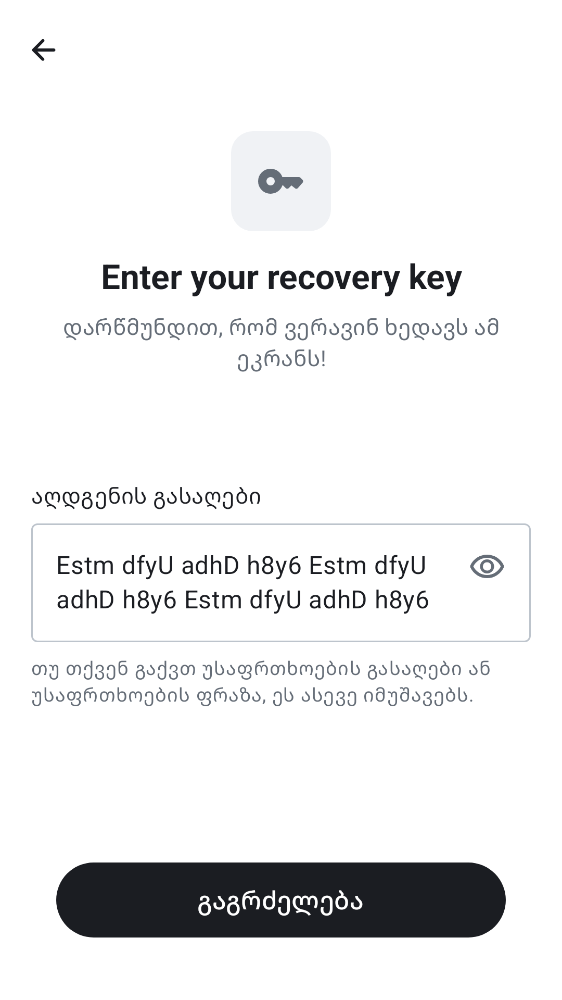 Enter your recovery key
დარწმუნდით, რომ ვერავინ ხედავს ამ
ეკრანს!
აღდგენის გასაღები
Estm dfyU adhD h8y6 Estm dfyU
adhD h8y6 Estm dfyU adhD h8y6
თუ თქვენ გაქვთ უსაფრთხოების გასაღები ან
უსაფრთხოების ფრაზა, ეს ასევე იმუშავებს.
გაგრძელება